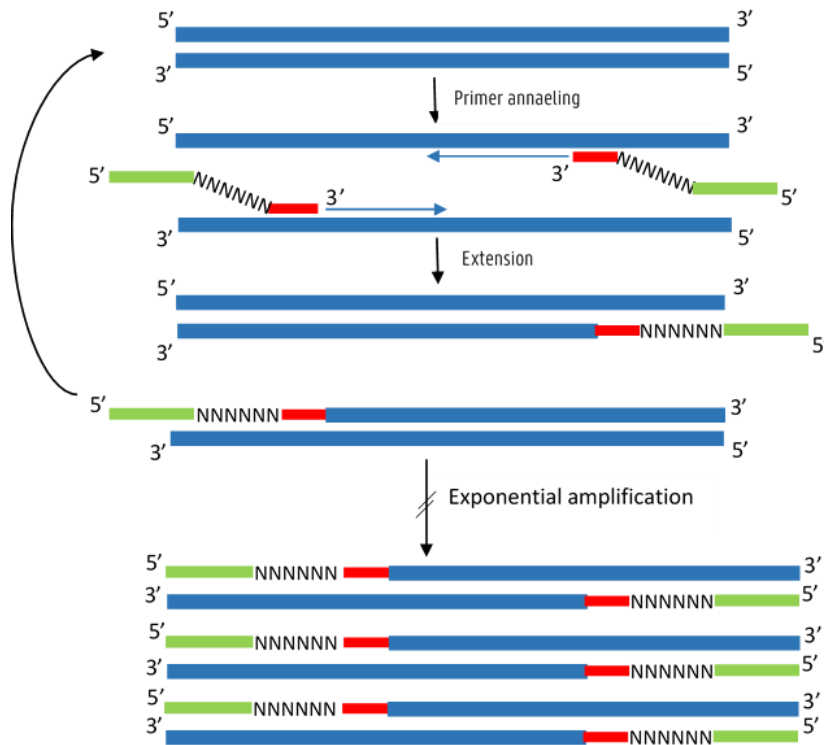 5’ 3’
3’ 5’
Primer annaeling
5’ 3’
5’ NNNNNNN 3’ 3’ NNNNNNN 5’
3’ 5’
Extension
5’ 3’
3’ NNNNNN 5’
5’ NNNNNN 3’
3’ 5’
Exponential amplification
5’ NNNNNN 3’
3’ NNNNNN 5’
5’ NNNNNN 3’
3’ NNNNNN 5’
5’ NNNNNN 3’
3’ NNNNNN 5’